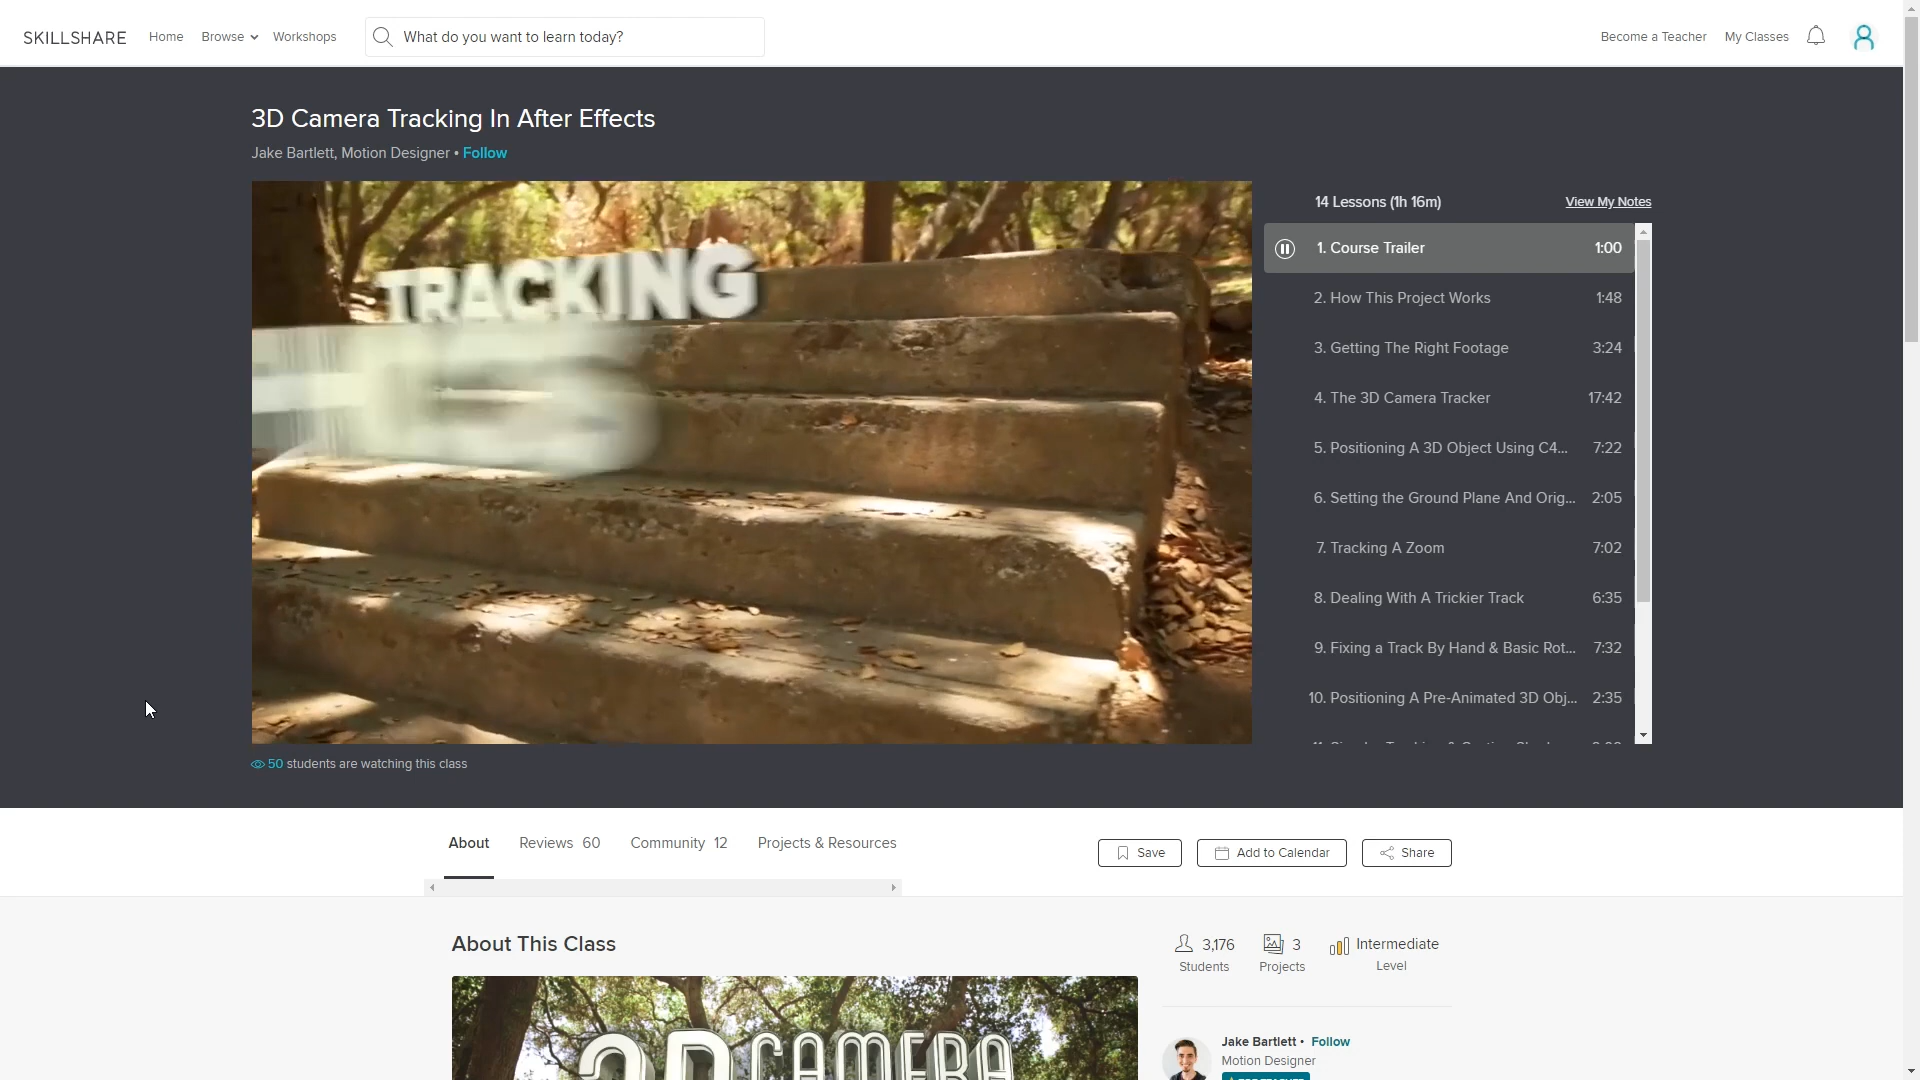 SKILLSHARE Home Browse Workshops What do you want to learn today? Become a Teacher My Classes
3D Camera Tracking In After Effects
Jake Bartlett, Motion Designer • Follow
TRACKING
14 Lessons (1h 16m) View My Notes
1. Course Trailer 1:00
2. How This Project Works 1:48
3. Getting The Right Footage 3:24
4. The 3D Camera Tracker 17:42
5. Positioning A 3D Object Using C4... 7:22
6. Setting the Ground Plane And Orig... 2:05
7. Tracking A Zoom 7:02
8. Dealing With A Trickier Track 6:35
9. Fixing a Track By Hand & Basic Rot... 7:32
10. Positioning A Pre-Animated 3D Obj... 2:35
50 students are watching this class
About Reviews 60 Community 12 Projects & Resources Save Add to Calendar Share
About This Class
3,176 Students
3 Projects
Intermediate Level
3D CAMERA
Jake Bartlett • Follow
Motion Designer